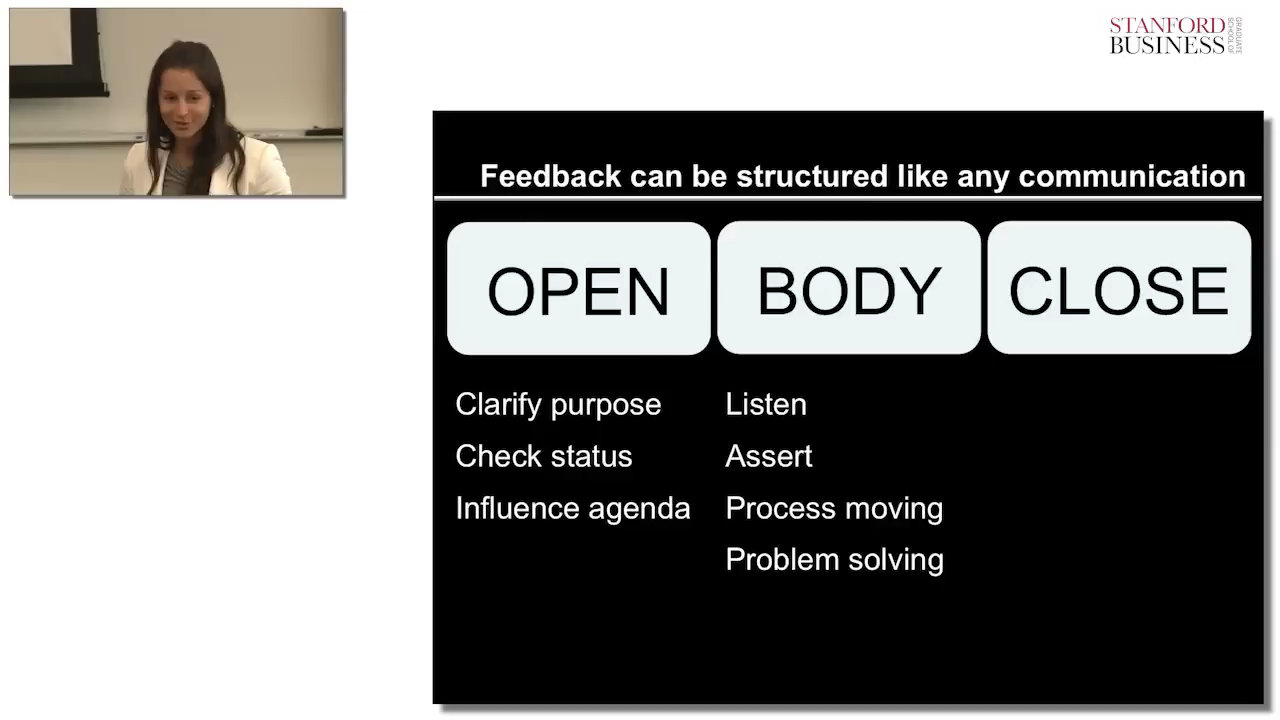 STANFORD
BUSINESS
GRADUATE
SCHOOL OF
Feedback can be structured like any communication
OPEN
BODY
CLOSE
Clarify purpose
Check status
Influence agenda
Listen
Assert
Process moving
Problem solving